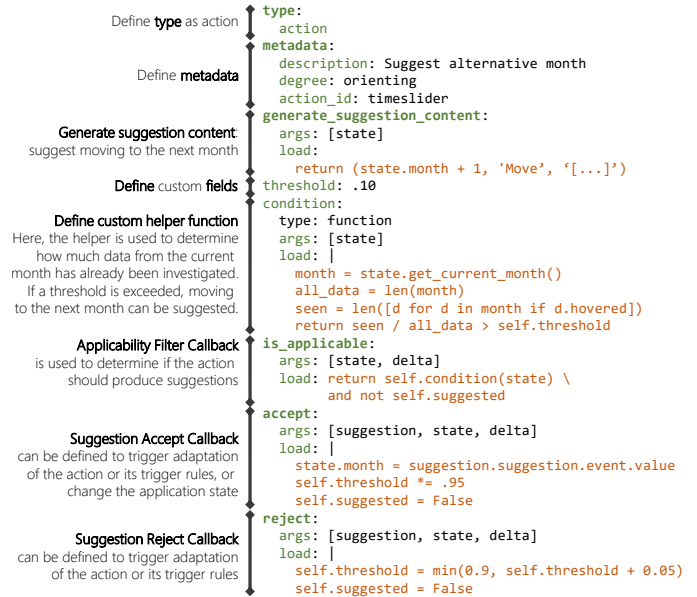 Define type as action
type:
action
Define metadata
metadata:
description: Suggest alternative month
degree: orienting
action_id: timeslider
Generate suggestion content:
suggest moving to the next month
generate_suggestion_content:
args: [state]
load:
return (state.month + 1, 'Move’, ‘[...]’)
Define custom fields
threshold: .10
Define custom helper function
Here, the helper is used to determine
how much data from the current
month has already been investigated.
If a threshold is exceeded, moving
to the next month can be suggested.
condition:
type: function
args: [state]
load: |
month = state.get_current_month()
all_data = len(month)
seen = len([d for d in month if d.hovered])
return seen / all_data > self.threshold
Applicability Filter Callback
is used to determine if the action
should produce suggestions
is_applicable:
args: [state, delta]
load: return self.condition(state) \
and not self.suggested
Suggestion Accept Callback
can be defined to trigger adaptation
of the action or its trigger rules, or
change the application state
accept:
args: [suggestion, state, delta]
load: |
state.month = suggestion.suggestion.event.value
self.threshold *= .95
self.suggested = False
Suggestion Reject Callback
can be defined to trigger adaptation
of the action or its trigger rules
reject:
args: [suggestion, state, delta]
load: |
self.threshold = min(0.9, self.threshold + 0.05)
self.suggested = False